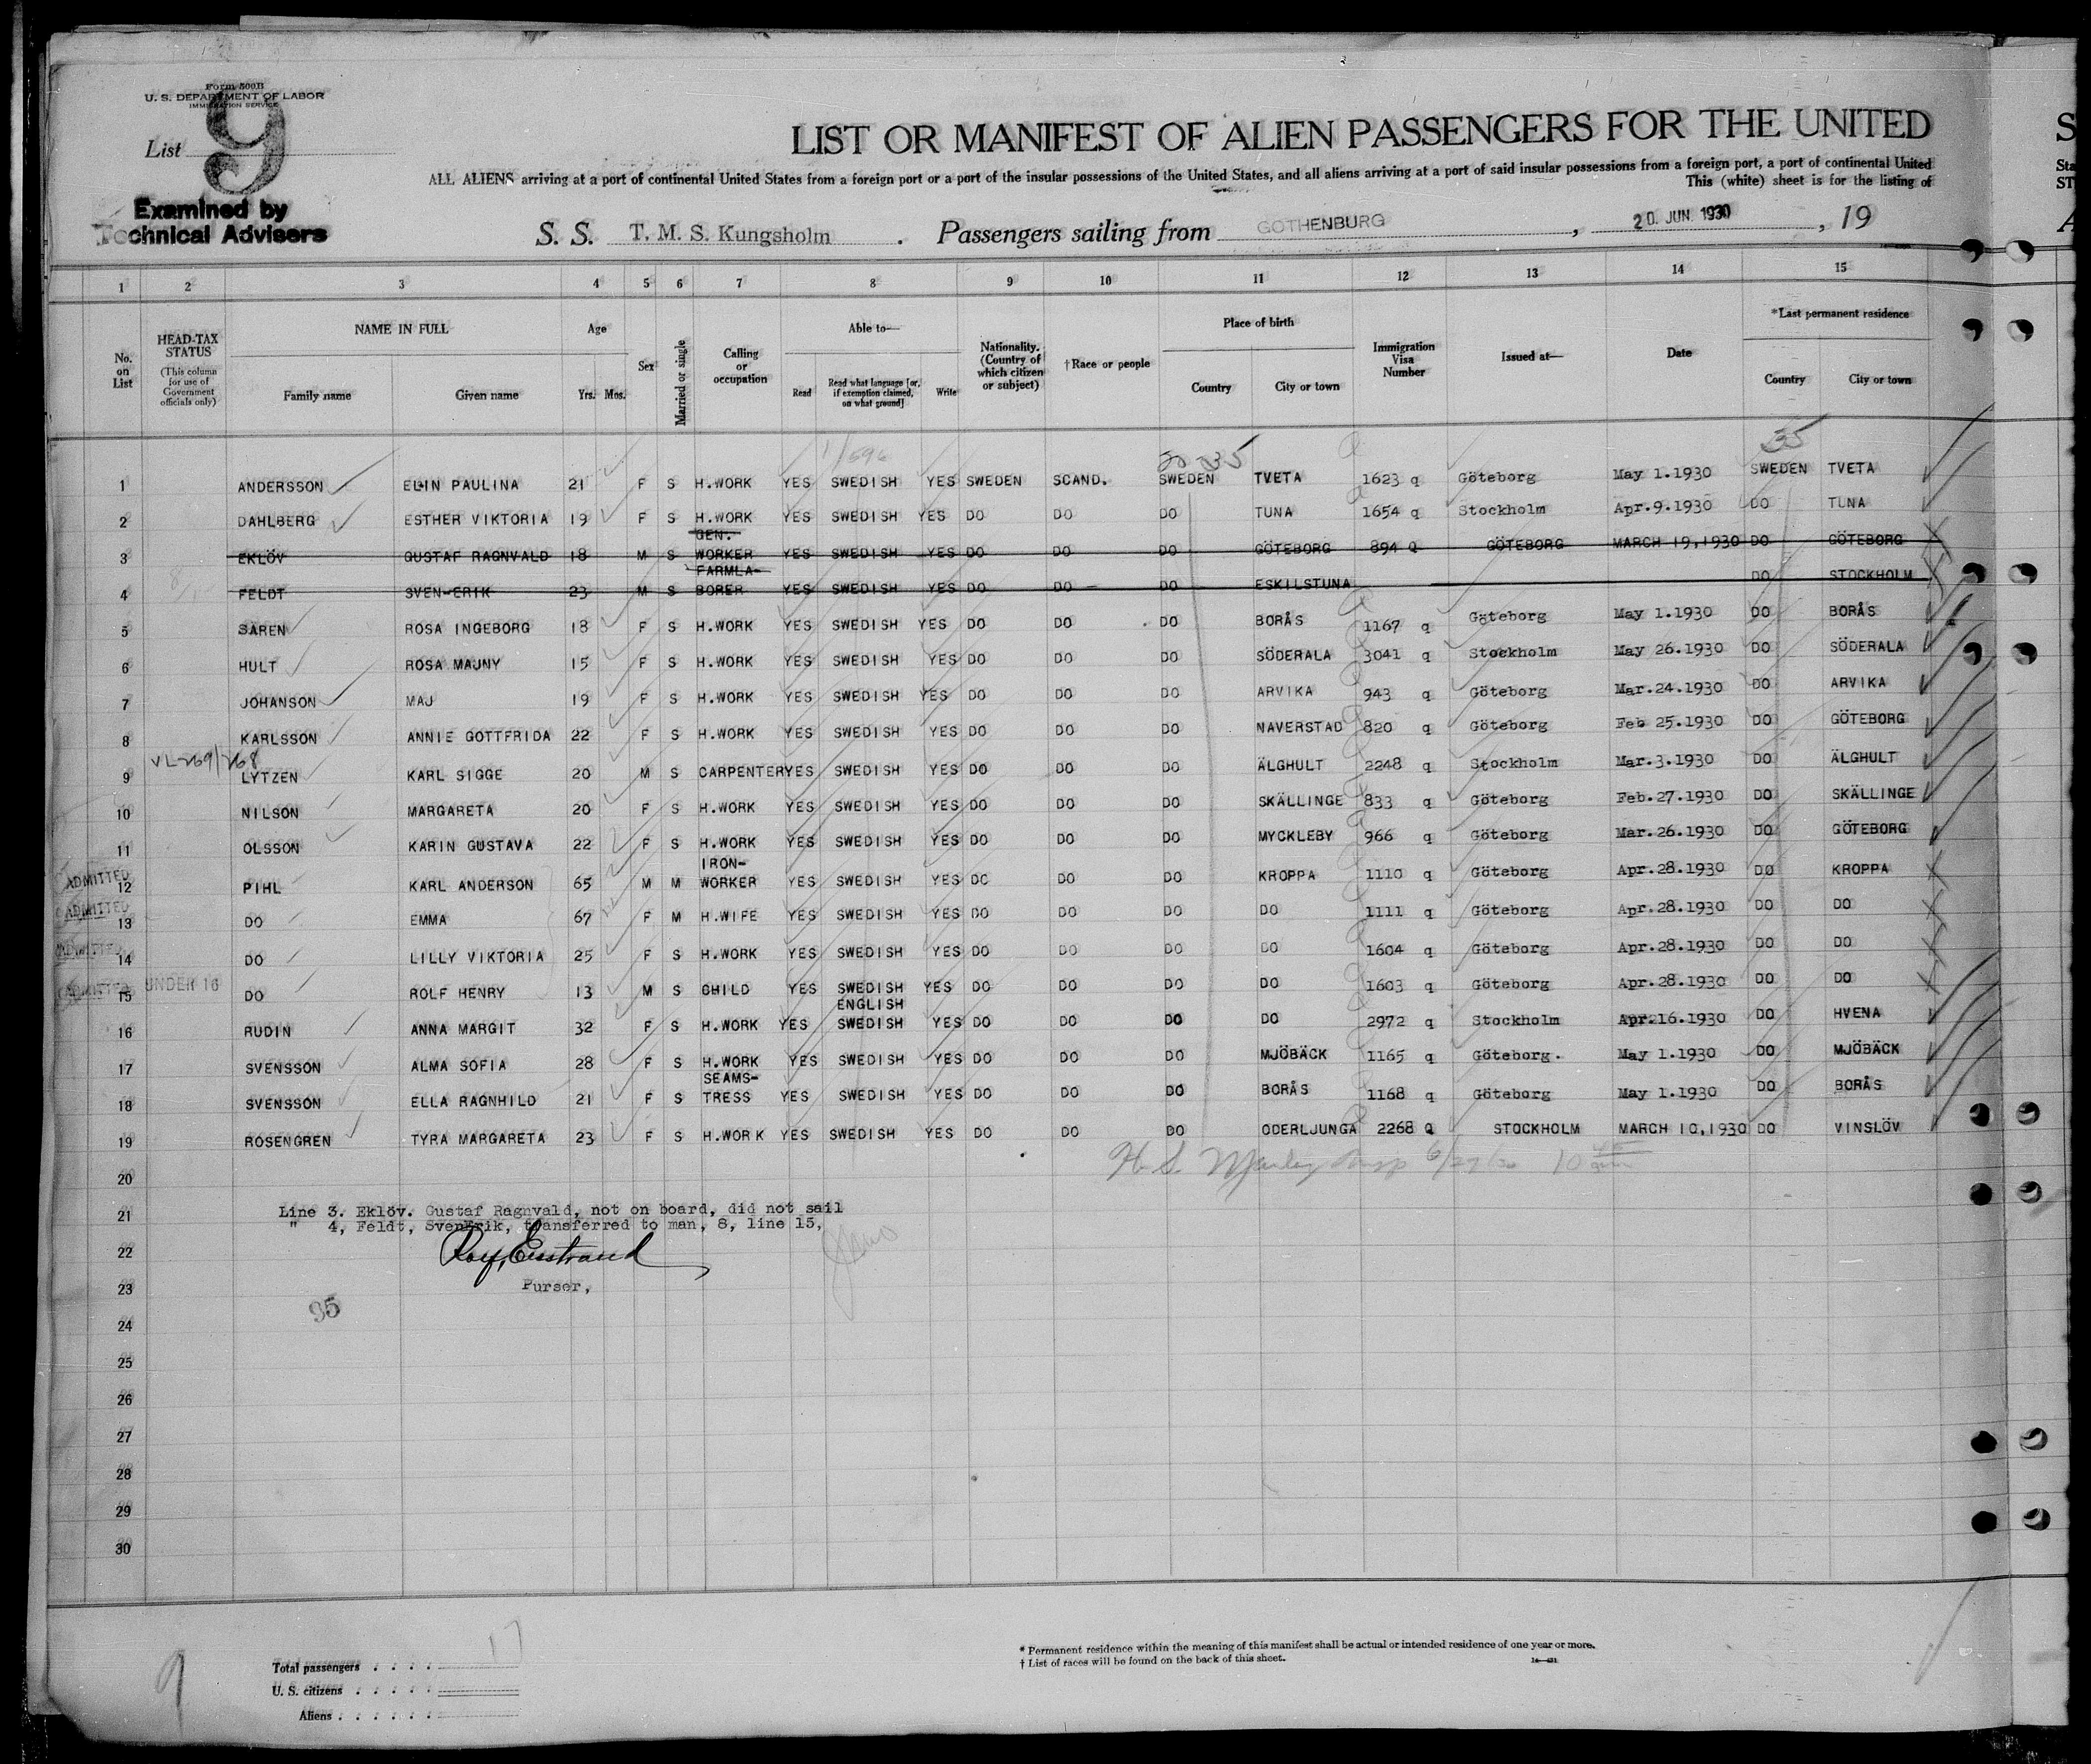 Form 500B
U. S. DEPARTMENT OF LABOR
IMMIGRATION SERVICE
List 9
Examined by
Technical Advisers
LIST OR MANIFEST OF ALIEN PASSENGERS FOR THE UNITED
ALL ALIENS arriving at a port of continental United States from a foreign port or a port of the insular possessions of the United States, and all aliens arriving at a port of said insular possessions from a foreign port, a port of continental United
This (white) sheet is for the listing of
S. S. T. M. S. Kungsholm . Passengers sailing from GOTHENBURG , 20. JUN. 1930 , 19
1 2 3 4 5 6 7 8 9 10 11 12 13 14 15
No. on List
HEAD-TAX STATUS (This column for use of Government officials only)
NAME IN FULL Family name Given name
Age Yrs. Mos.
Sex
Married or single
Calling or occupation
Able to— Read Read what language [or, if exemption claimed, on what ground] Write
Nationality. (Country of which citizen or subject)
†Race or people
Place of birth Country City or town
Immigration Visa Number
Issued at—
Date
*Last permanent residence Country City or town
1/596 35
1 ANDERSSON ELIN PAULINA 21 F S H.WORK YES SWEDISH YES SWEDEN SCAND. SWEDEN TVETA 1623 q Göteborg May 1.1930 SWEDEN TVETA
2 DAHLBERG ESTHER VIKTORIA 19 F S H.WORK YES SWEDISH YES DO DO DO TUNA 1654 q Stockholm Apr.9.1930 DO TUNA
3 EKLÖV GUSTAF RAGNVALD 18 M S GEN. WORKER YES SWEDISH YES DO DO DO GÖTEBORG 894 Q GÖTEBORG MARCH 19,1930 DO GÖTEBORG
4 FELDT SVEN-ERIK 23 M S FARMLA-BORER YES SWEDISH YES DO DO DO ESKILSTUNA DO STOCKHOLM
5 SAREN ROSA INGEBORG 18 F S H.WORK YES SWEDISH YES DO DO DO BORÅS 1167 q Göteborg May 1.1930 DO BORÅS
6 HULT ROSA MAJNY 15 F S H.WORK YES SWEDISH YES DO DO DO SÖDERALA 3041 q Stockholm May 26.1930 DO SÖDERALA
7 JOHANSON MAJ 19 F S H.WORK YES SWEDISH YES DO DO DO ARVIKA 943 q Göteborg Mar.24.1930 DO ARVIKA
8 KARLSSON ANNIE GOTTFRIDA 22 F S H.WORK YES SWEDISH YES DO DO DO NAVERSTAD 820 q Göteborg Feb 25.1930 DO GÖTEBORG
9 LYTZEN KARL SIGGE 20 M S CARPENTER YES SWEDISH YES DO DO DO ÄLGHULT 2248 q Stockholm Mar.3.1930 DO ÄLGHULT
10 NILSON MARGARETA 20 F S H.WORK YES SWEDISH YES DO DO DO SKÄLLINGE 833 q Göteborg Feb.27.1930 DO SKÄLLINGE
11 OLSSON KARIN GUSTAVA 22 F S H.WORK YES SWEDISH YES DO DO DO MYCKLEBY 966 q Göteborg Mar.26.1930 DO GÖTEBORG
ADMITTED 12 PIHL KARL ANDERSON 65 M M IRON-WORKER YES SWEDISH YES DO DO DO KROPPA 1110 q Göteborg Apr.28.1930 DO KROPPA
ADMITTED 13 DO EMMA 67 F M H.WIFE YES SWEDISH YES DO DO DO DO 1111 q Göteborg Apr.28.1930 DO DO
ADMITTED 14 DO LILLY VIKTORIA 25 F S H.WORK YES SWEDISH YES DO DO DO DO 1604 q Göteborg Apr.28.1930 DO DO
ADMITTED 15 UNDER 16 DO ROLF HENRY 13 M S CHILD YES SWEDISH YES DO DO DO DO 1603 q Göteborg Apr.28.1930 DO DO
16 RUDIN ANNA MARGIT 32 F S H.WORK YES ENGLISH SWEDISH YES DO DO DO DO 2972 q Stockholm Apr.16.1930 DO HVENA
17 SVENSSON ALMA SOFIA 28 F S H.WORK YES SWEDISH YES DO DO DO MJÖBÄCK 1165 q Göteborg. May 1.1930 DO MJÖBÄCK
18 SVENSSON ELLA RAGNHILD 21 F S SEAMS-TRESS YES SWEDISH YES DO DO DO BORÅS 1168 q Göteborg May 1.1930 DO BORÅS
19 ROSENGREN TYRA MARGARETA 23 F S H.WORK YES SWEDISH YES DO DO DO ODERLJUNGA 2268 Q STOCKHOLM MARCH 10,1930 DO VINSLÖV
20
21 Line 3. Eklöv. Gustaf Ragnvald, not on board, did not sail
" 4, Feldt, SvenErik, transferred to man, 8, line 15,
22
23 Purser,
95
24
25
26
27
28
29
30
9
Total passengers . . . . 17
U. S. citizens . . . . .
Aliens . . . . . .
* Permanent residence within the meaning of this manifest shall be actual or intended residence of one year or more.
† List of races will be found on the back of this sheet.